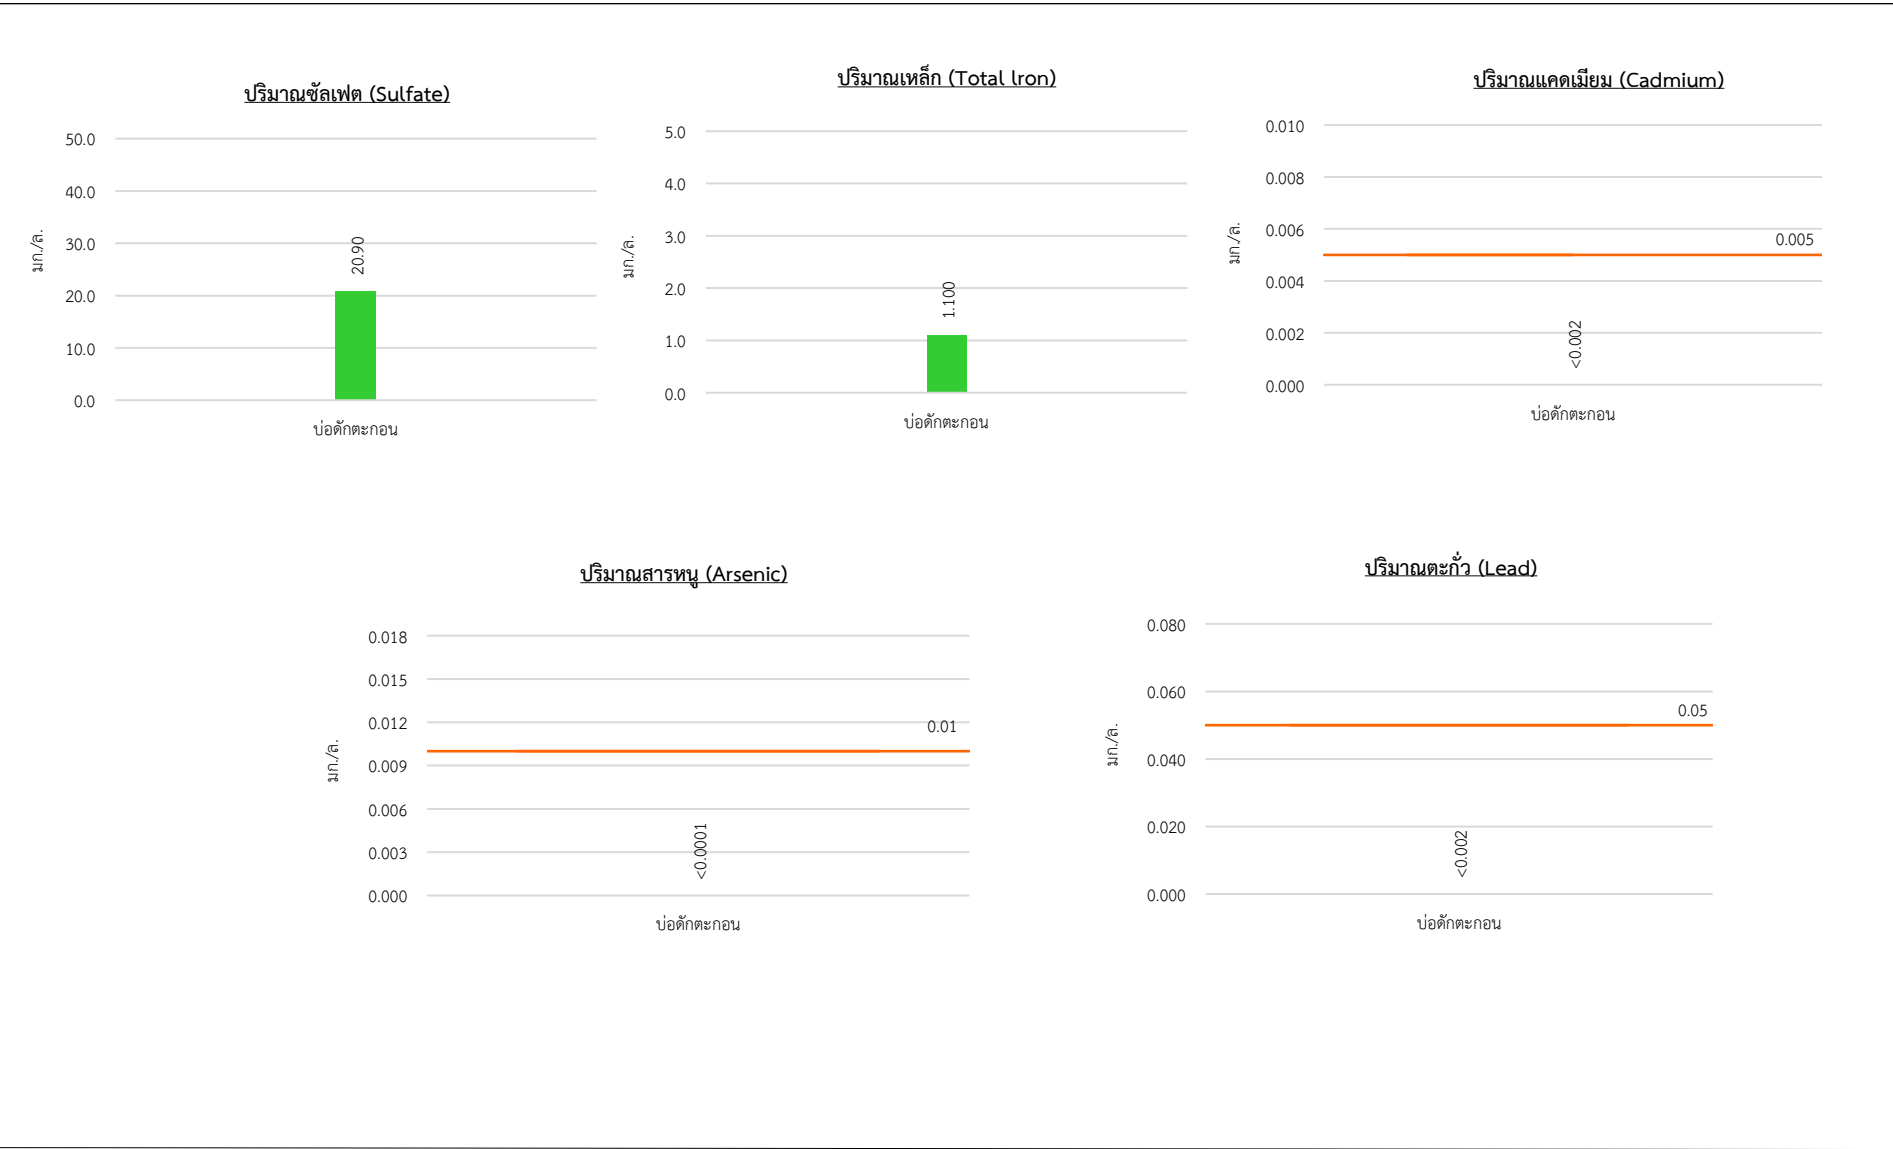 ปริมาณซัลเฟต (Sulfate)
50.0
40.0
30.0
20.0
10.0
0.0
มก./ล.
20.90
บ่อดักตะกอน
ปริมาณเหล็ก (Total lron)
5.0
4.0
3.0
2.0
1.0
0.0
มก./ล.
1.100
บ่อดักตะกอน
ปริมาณแคดเมียม (Cadmium)
0.010
0.008
0.006
0.004
0.002
0.000
มก./ล.
0.005
<0.002
บ่อดักตะกอน
ปริมาณสารหนู (Arsenic)
0.018
0.015
0.012
0.009
0.006
0.003
0.000
มก./ล.
0.01
<0.0001
บ่อดักตะกอน
ปริมาณตะกั่ว (Lead)
0.080
0.060
0.040
0.020
0.000
มก./ล.
0.05
<0.002
บ่อดักตะกอน